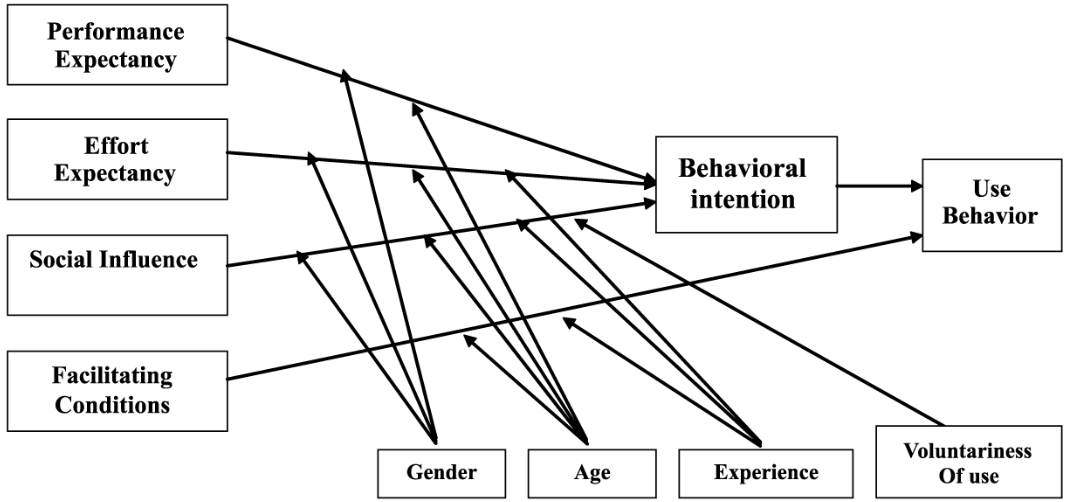 Performance
Expectancy
Effort
Expectancy
Social Influence
Facilitating
Conditions
Behavioral
intention
Use
Behavior
Gender
Age
Experience
Voluntariness
Of use